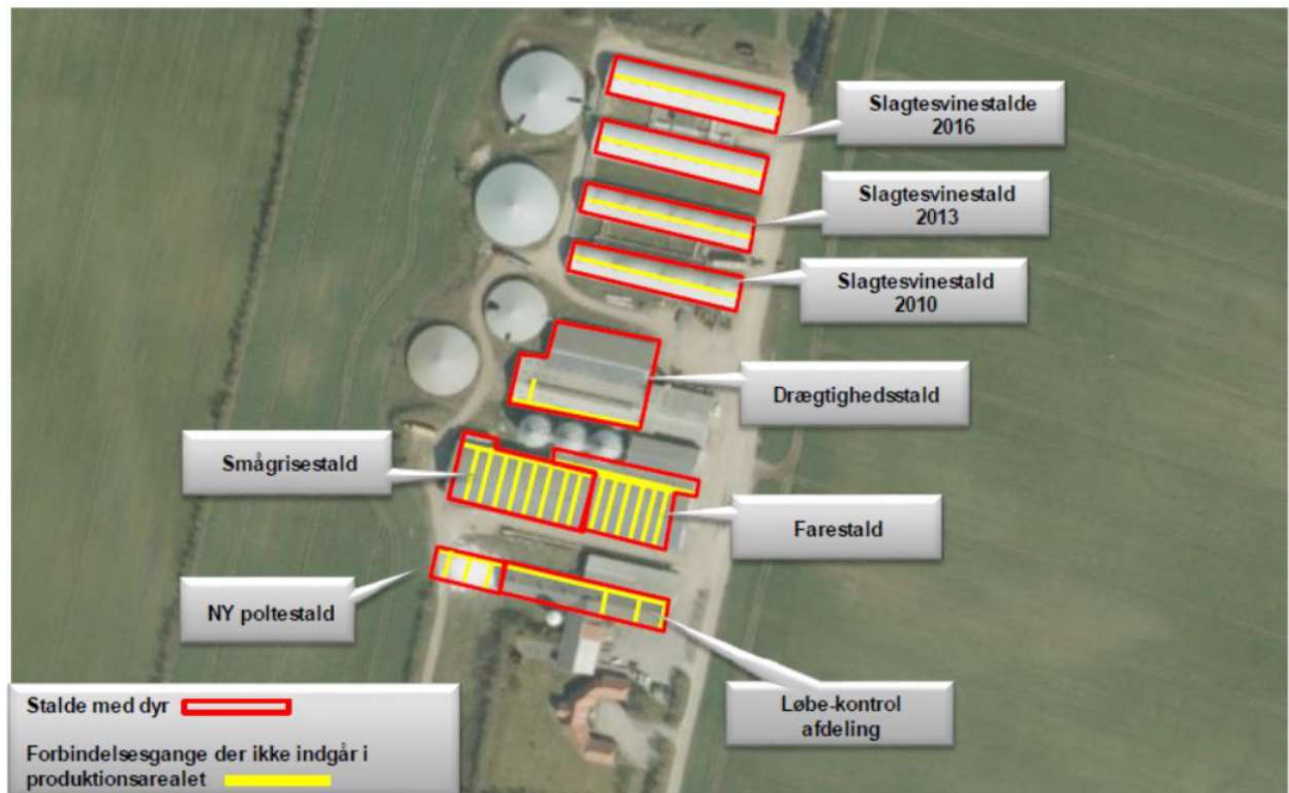 Slagtesvinestalde
2016
Slagtesvinestald
2013
Slagtesvinestald
2010
Drægtighedsstald
Smågrisestald
Farestald
NY poltestald
Løbe-kontrol
afdeling
Stalde med dyr
Forbindelsesgange der ikke indgår i
produktionsarealet